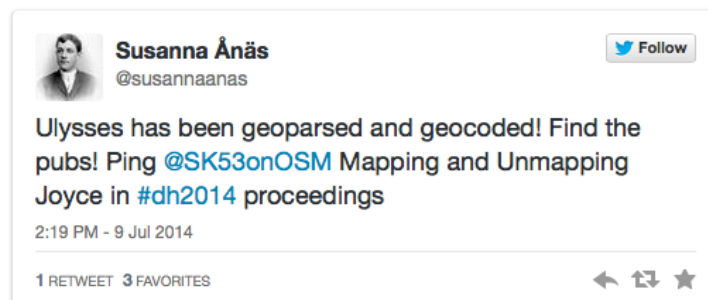 Susanna Ånäs
Follow
@susannaanas
Ulysses has been geoparsed and geocoded! Find the
pubs! Ping @SK53onOSM Mapping and Unmapping
Joyce in #dh2014 proceedings
2:19 PM - 9 Jul 2014
1 RETWEET 3 FAVORITES